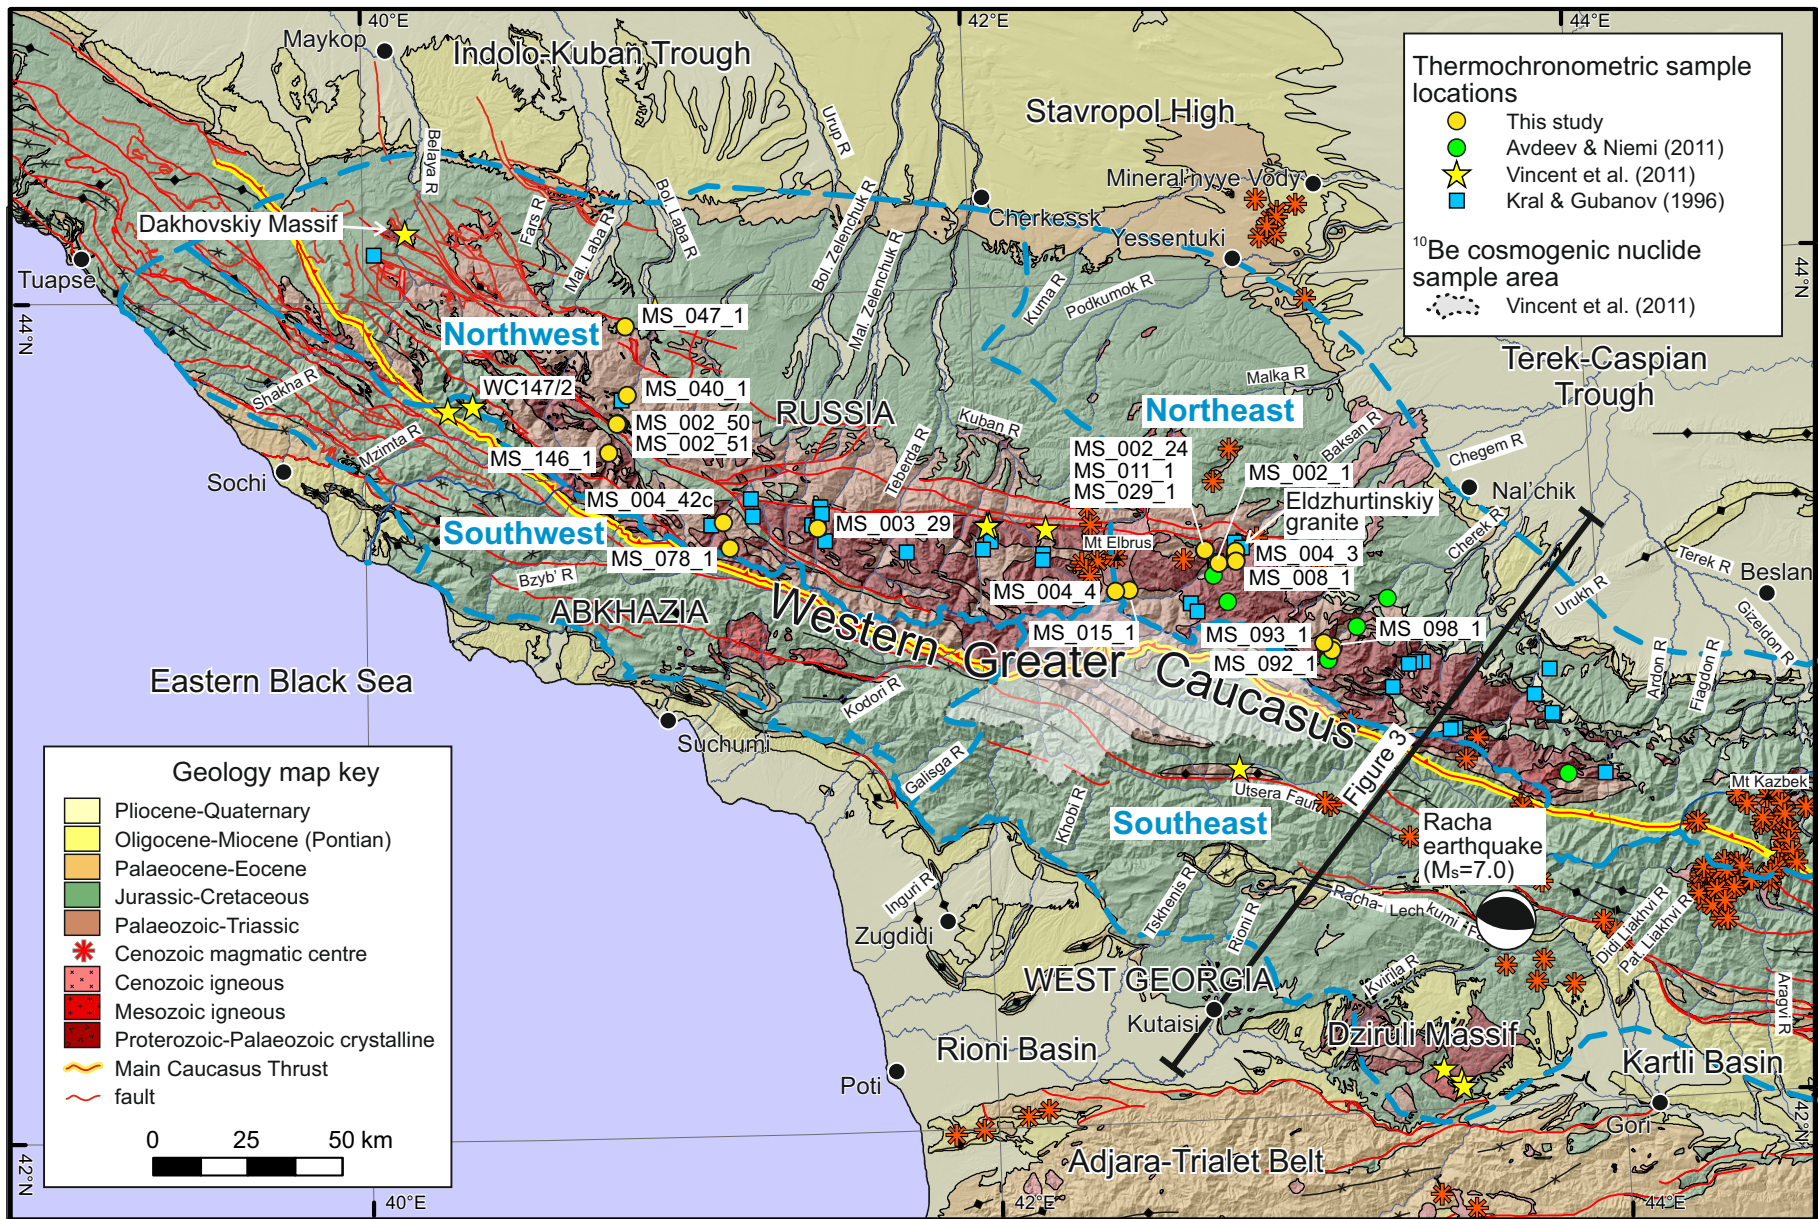 40°E
42°E
44°E
Maykop
Indolo-Kuban Trough
Stavropol High
Thermochronometric sample
locations
This study
Avdeev & Niemi (2011)
Vincent et al. (2011)
Kral & Gubanov (1996)
¹⁰Be cosmogenic nuclide
sample area
Vincent et al. (2011)
Belaya R
Urup R
Mineral'nyye Vody
Dakhovskiy Massif
Fars R
Mal. Laba R
Bol. Laba R
Bol. Zelenchuk R
Mal. Zelenchuk R
Cherkessk
Yessentuki
Tuapse
44°N
44°N
Kuma R
Podkumok R
Northwest
MS_047_1
Terek-Caspian
Trough
Shakha R
WC147/2
MS_040_1
Malka R
RUSSIA
Northeast
MS_002_50
MS_002_51
Kuban R
Teberda R
Baksan R
Chegem R
Mzimta R
MS_146_1
MS_002_24
MS_011_1
MS_029_1
MS_002_1
Sochi
MS_004_42c
Eldzhurtinskiy
granite
Nal'chik
Southwest
MS_003_29
Cherek R
MS_078_1
Mt Elbrus
MS_004_3
MS_008_1
Terek R
Beslan
Bzyb' R
MS_004_4
Urukh R
Gizeldon R
ABKHAZIA
MS_015_1
MS_093_1
MS_098_1
MS_092_1
Western Greater Caucasus
Ardon R
Fiagdon R
Eastern Black Sea
Kodori R
Suchumi
Galisga R
Figure 3
Khobi R
Utsera Fault
Mt Kazbek
Southeast
Racha
earthquake
(Ms=7.0)
Geology map key
Pliocene-Quaternary
Oligocene-Miocene (Pontian)
Palaeocene-Eocene
Jurassic-Cretaceous
Palaeozoic-Triassic
Cenozoic magmatic centre
Cenozoic igneous
Mesozoic igneous
Proterozoic-Palaeozoic crystalline
Main Caucasus Thrust
fault
0 25 50 km
Inguri R
Zugdidi
Tskhenis R
Rioni R
Racha-Lechkumi
Didi Liakhvi R
Pat. Liakhvi R
Aragvi R
WEST GEORGIA
Kvirila R
Kutaisi
Dziruli Massif
Rioni Basin
Kartli Basin
Poti
Gori
Adjara-Trialet Belt
42°N
42°N
40°E
42°E
44°E